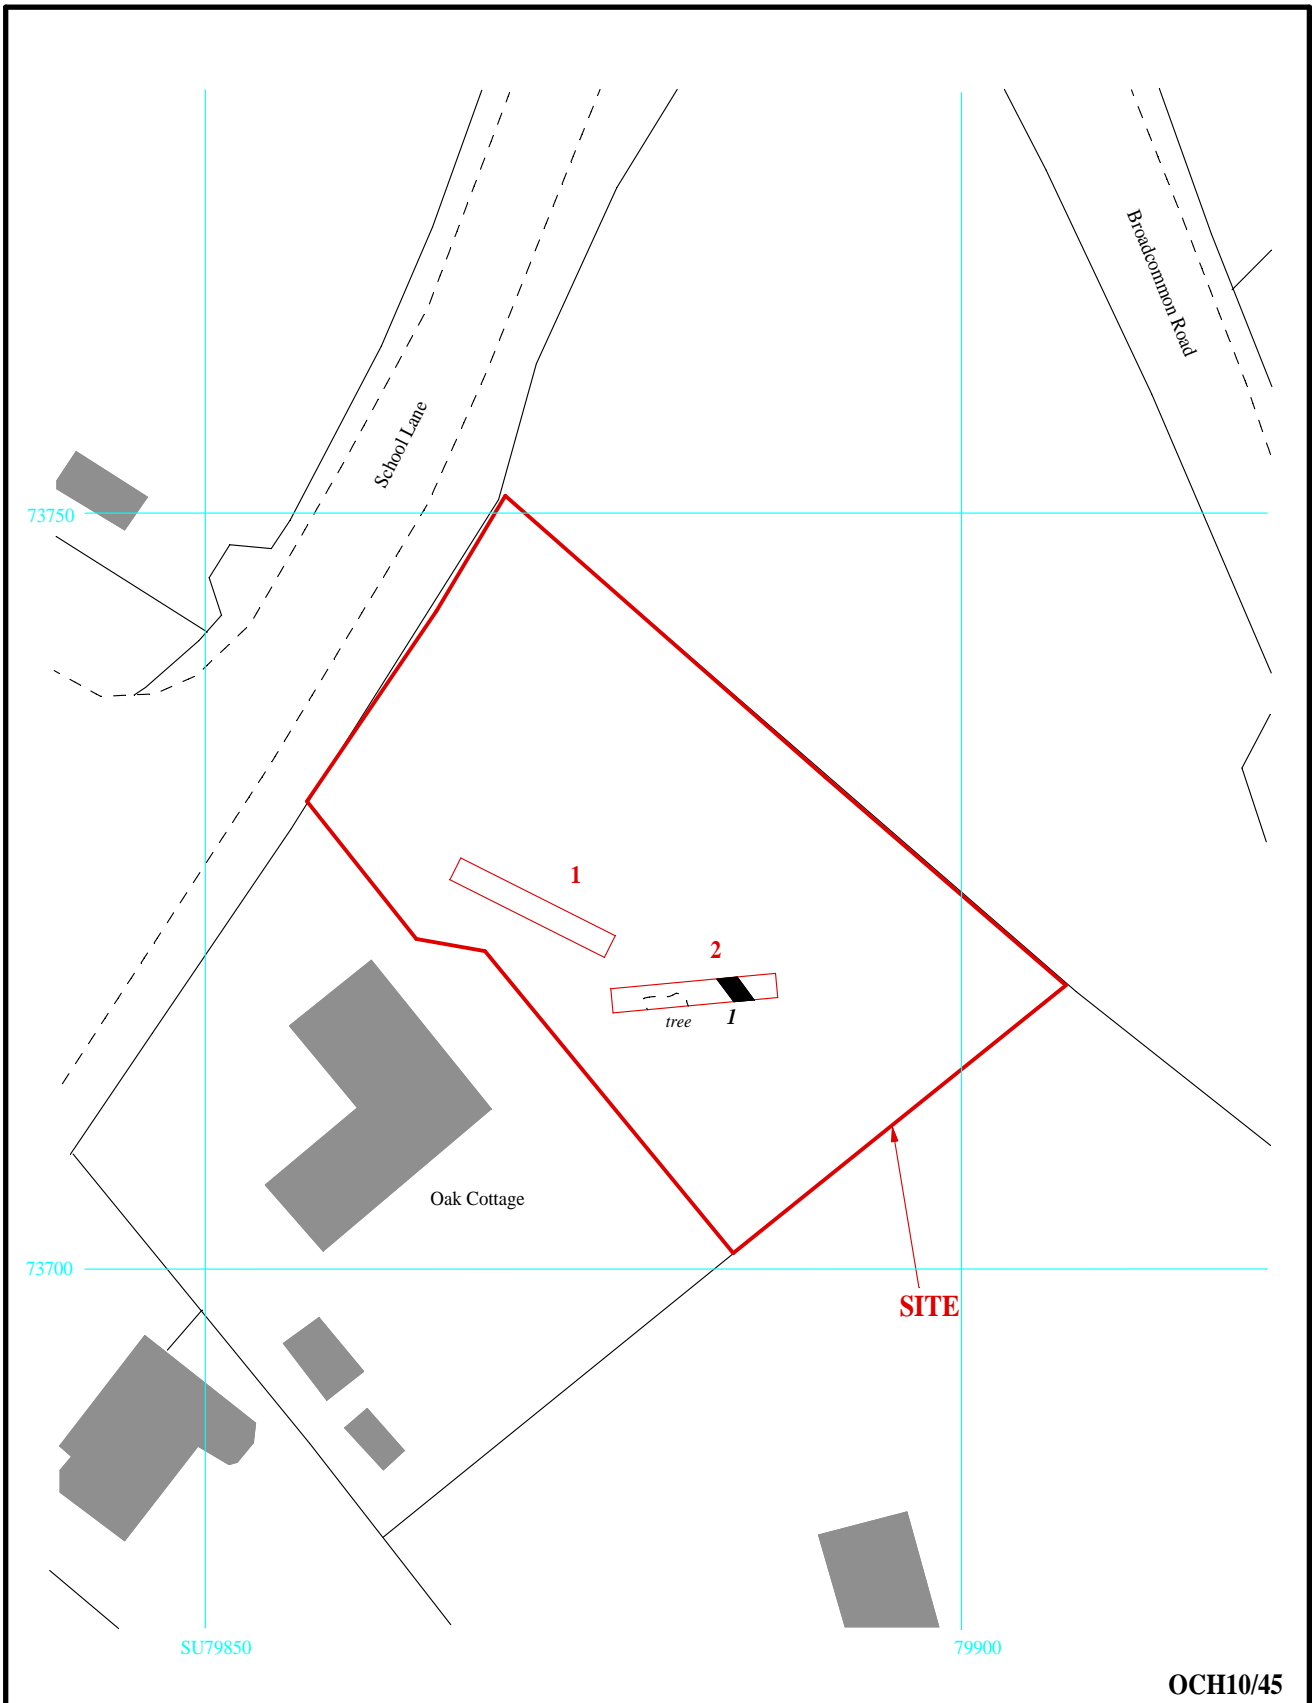 Broadcommon Road
School Lane
73750
1
2
tree
1
Oak Cottage
73700
SITE
SU79850
79900
OCH10/45